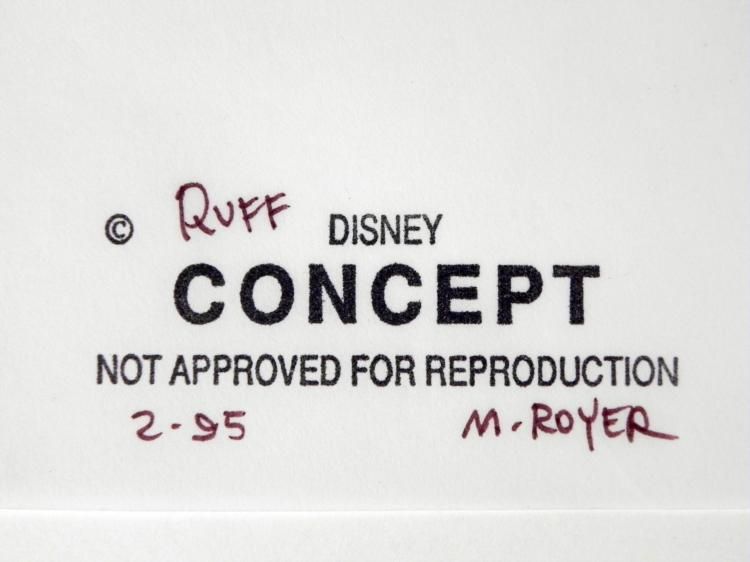 © RUFF DISNEY
CONCEPT
NOT APPROVED FOR REPRODUCTION
2-95 M. ROYER